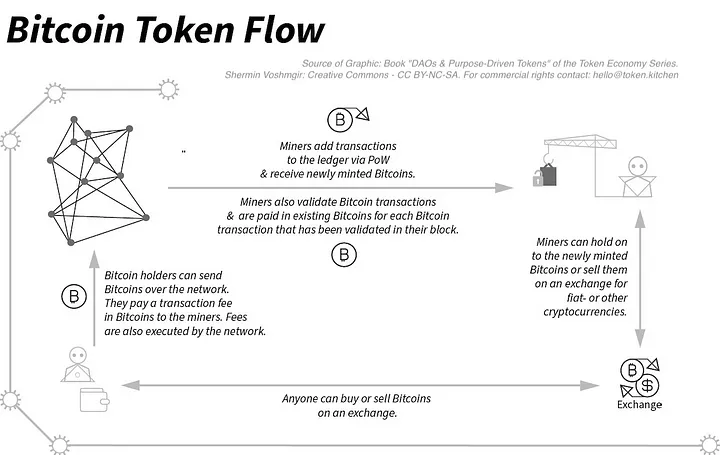 Bitcoin Token Flow
Source of Graphic: Book "DAOs & Purpose-Driven Tokens" of the Token Economy Series.
Shermin Voshmgir: Creative Commons - CC BY-NC-SA. For commercial rights contact: hello@token.kitchen
"
Miners add transactions
to the ledger via PoW
& receive newly minted Bitcoins.
Miners also validate Bitcoin transactions
& are paid in existing Bitcoins for each Bitcoin
transaction that has been validated in their block.
Miners can hold on
to the newly minted
Bitcoins or sell them
on an exchange for
fiat- or other
cryptocurrencies.
Bitcoin holders can send
Bitcoins over the network.
They pay a transaction fee
in Bitcoins to the miners. Fees
are also executed by the network.
Anyone can buy or sell Bitcoins
on an exchange.
Exchange